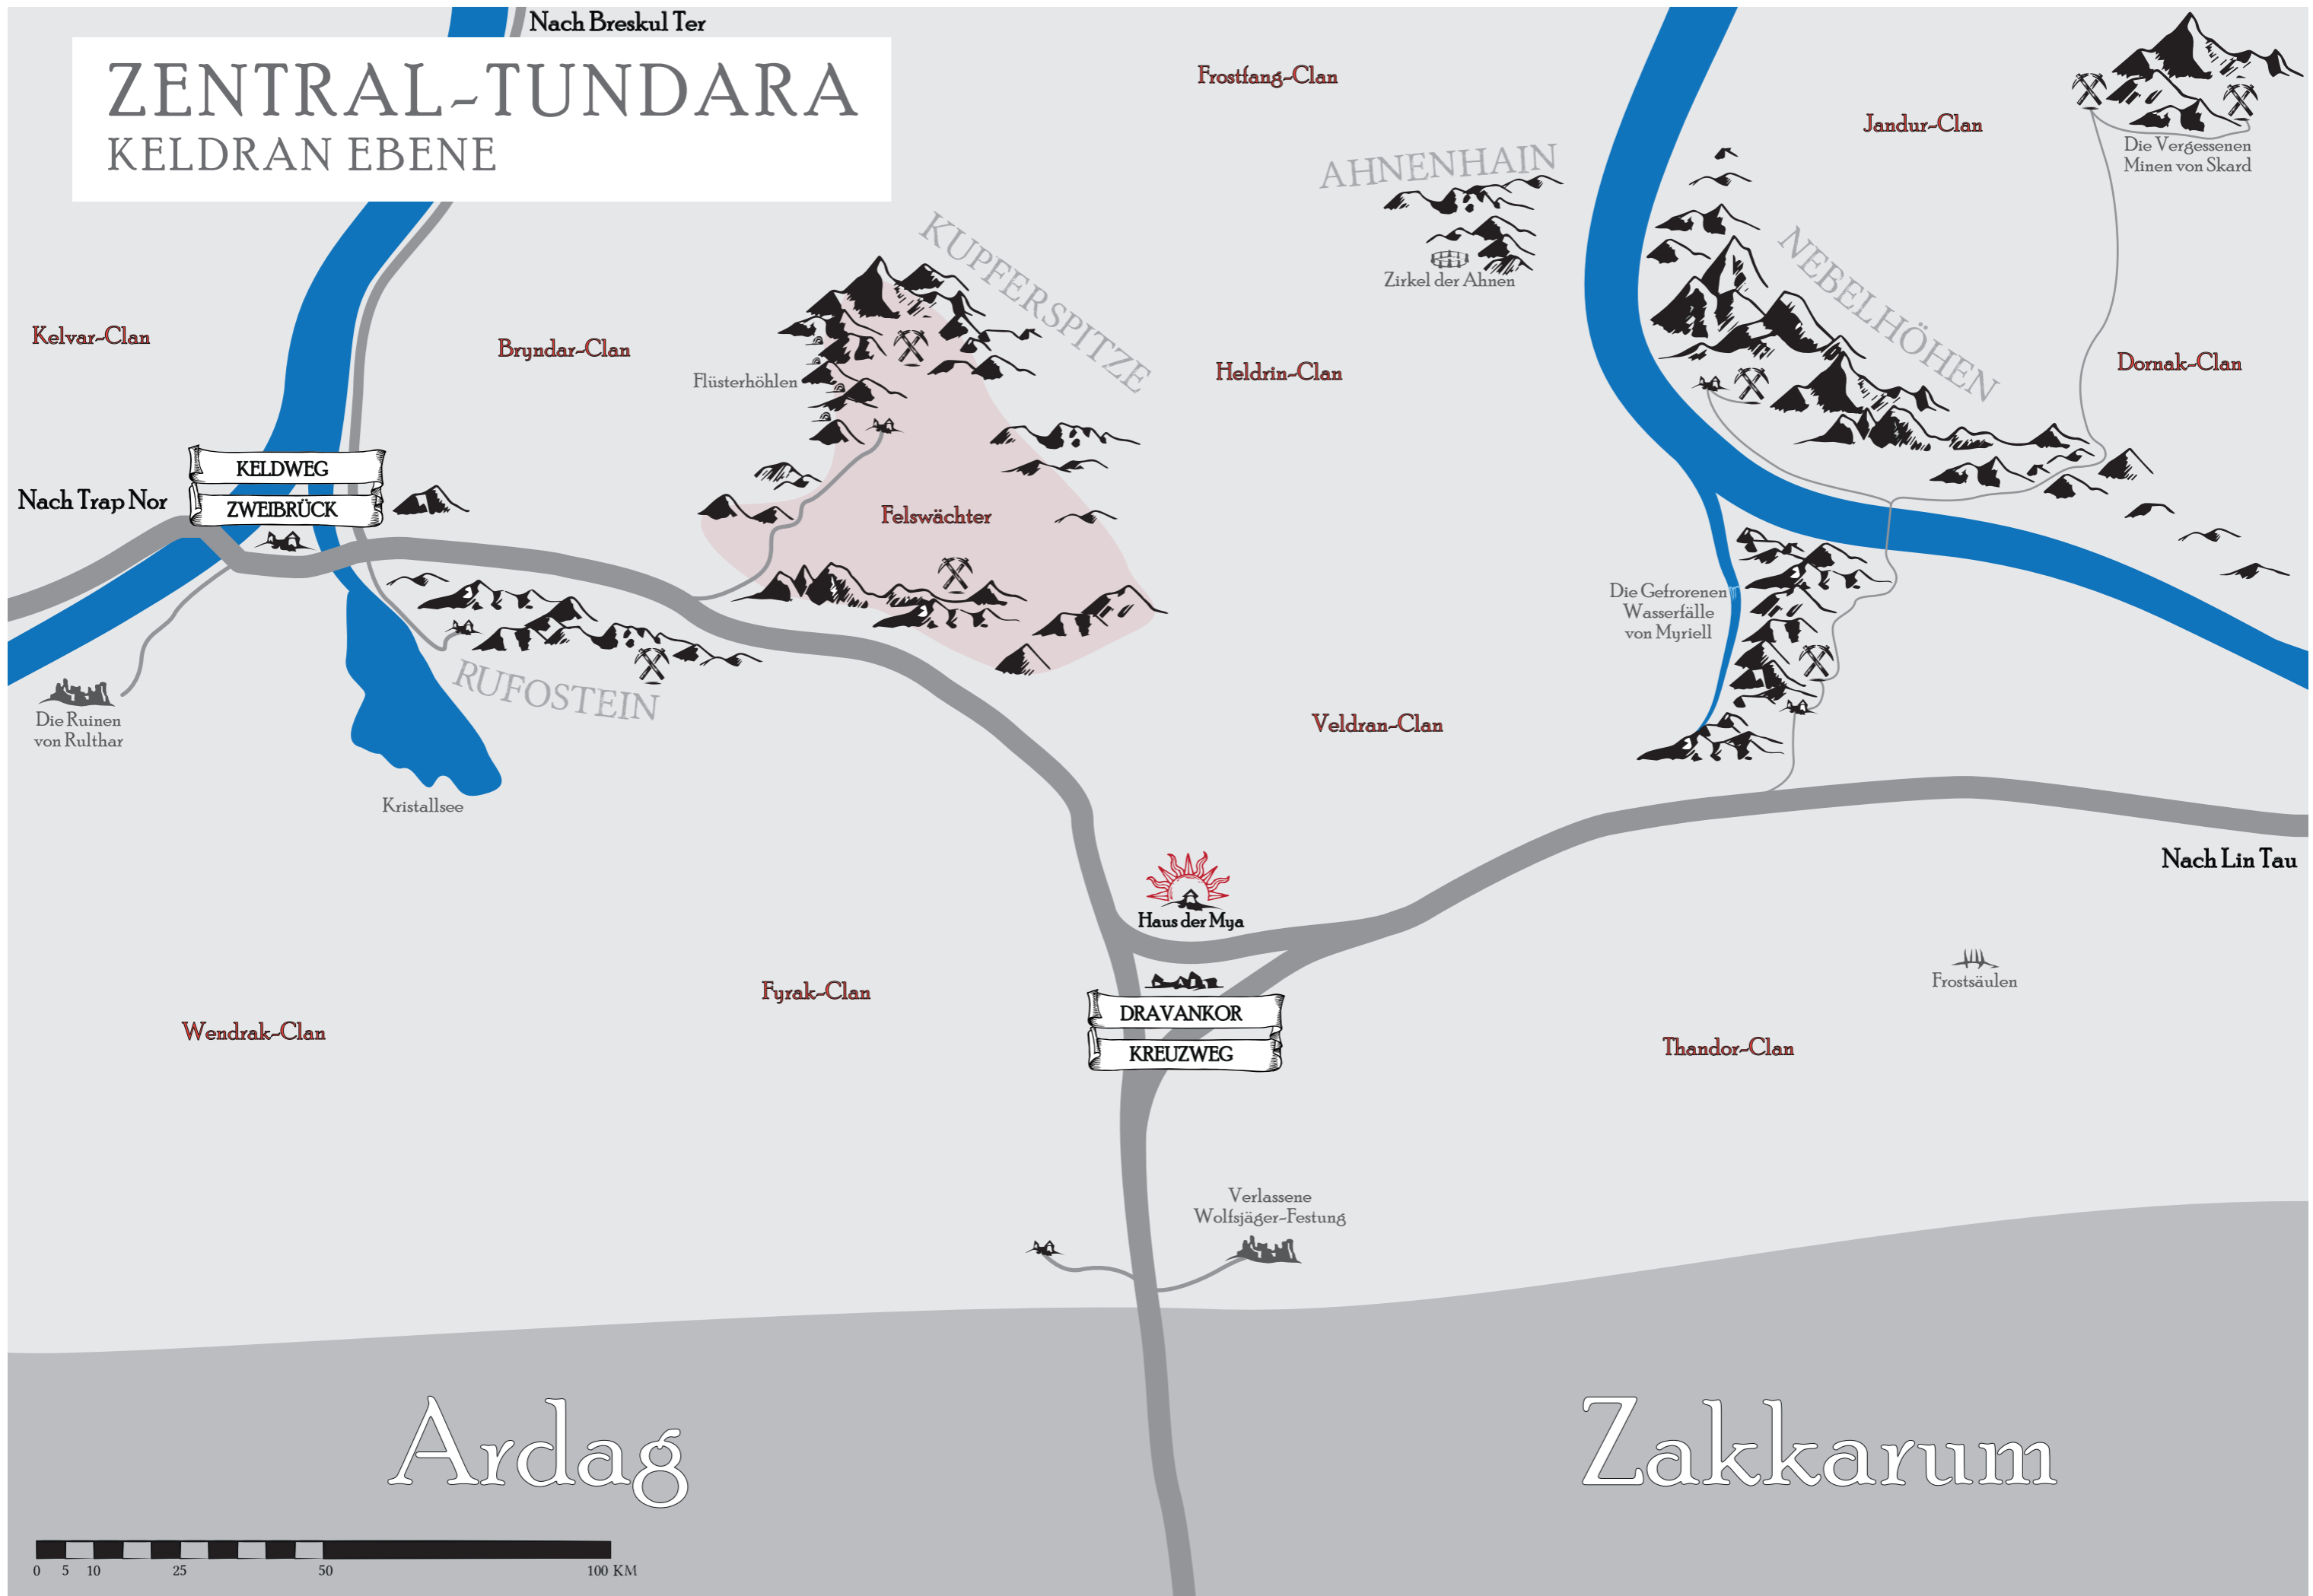 Nach Breskul Ter
ZENTRAL-TUNDARA
KELDRAN EBENE
Frostfang-Clan
Jandur-Clan
Die Vergessenen
Minen von Skard
AHNENHAIN
Zirkel der Ahnen
KUPFERSPITZE
NEBELHÖHEN
Kelvar-Clan
Bryndar-Clan
Flüsterhöhlen
Heldrin-Clan
Dornak-Clan
KELDWEG
ZWEIBRÜCK
Nach Trap Nor
Felswächter
Die Gefrorenen
Wasserfälle
von Myriell
RUFOSTEIN
Die Ruinen
von Rulthar
Veldran-Clan
Kristallsee
Nach Lin Tau
Haus der Mya
Frostsäulen
Fyrak-Clan
DRAVANKOR
KREUZWEG
Wendrak-Clan
Thandor-Clan
Verlassene
Wolfsjäger-Festung
Ardag
Zakkarum
0 5 10 25 50 100 KM